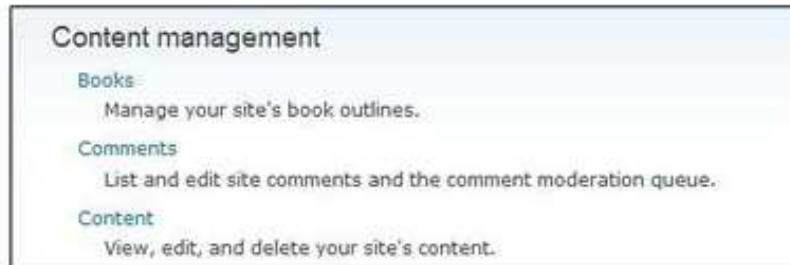 Content management
Books
Manage your site's book outlines.
Comments
List and edit site comments and the comment moderation queue.
Content
View, edit, and delete your site's content.